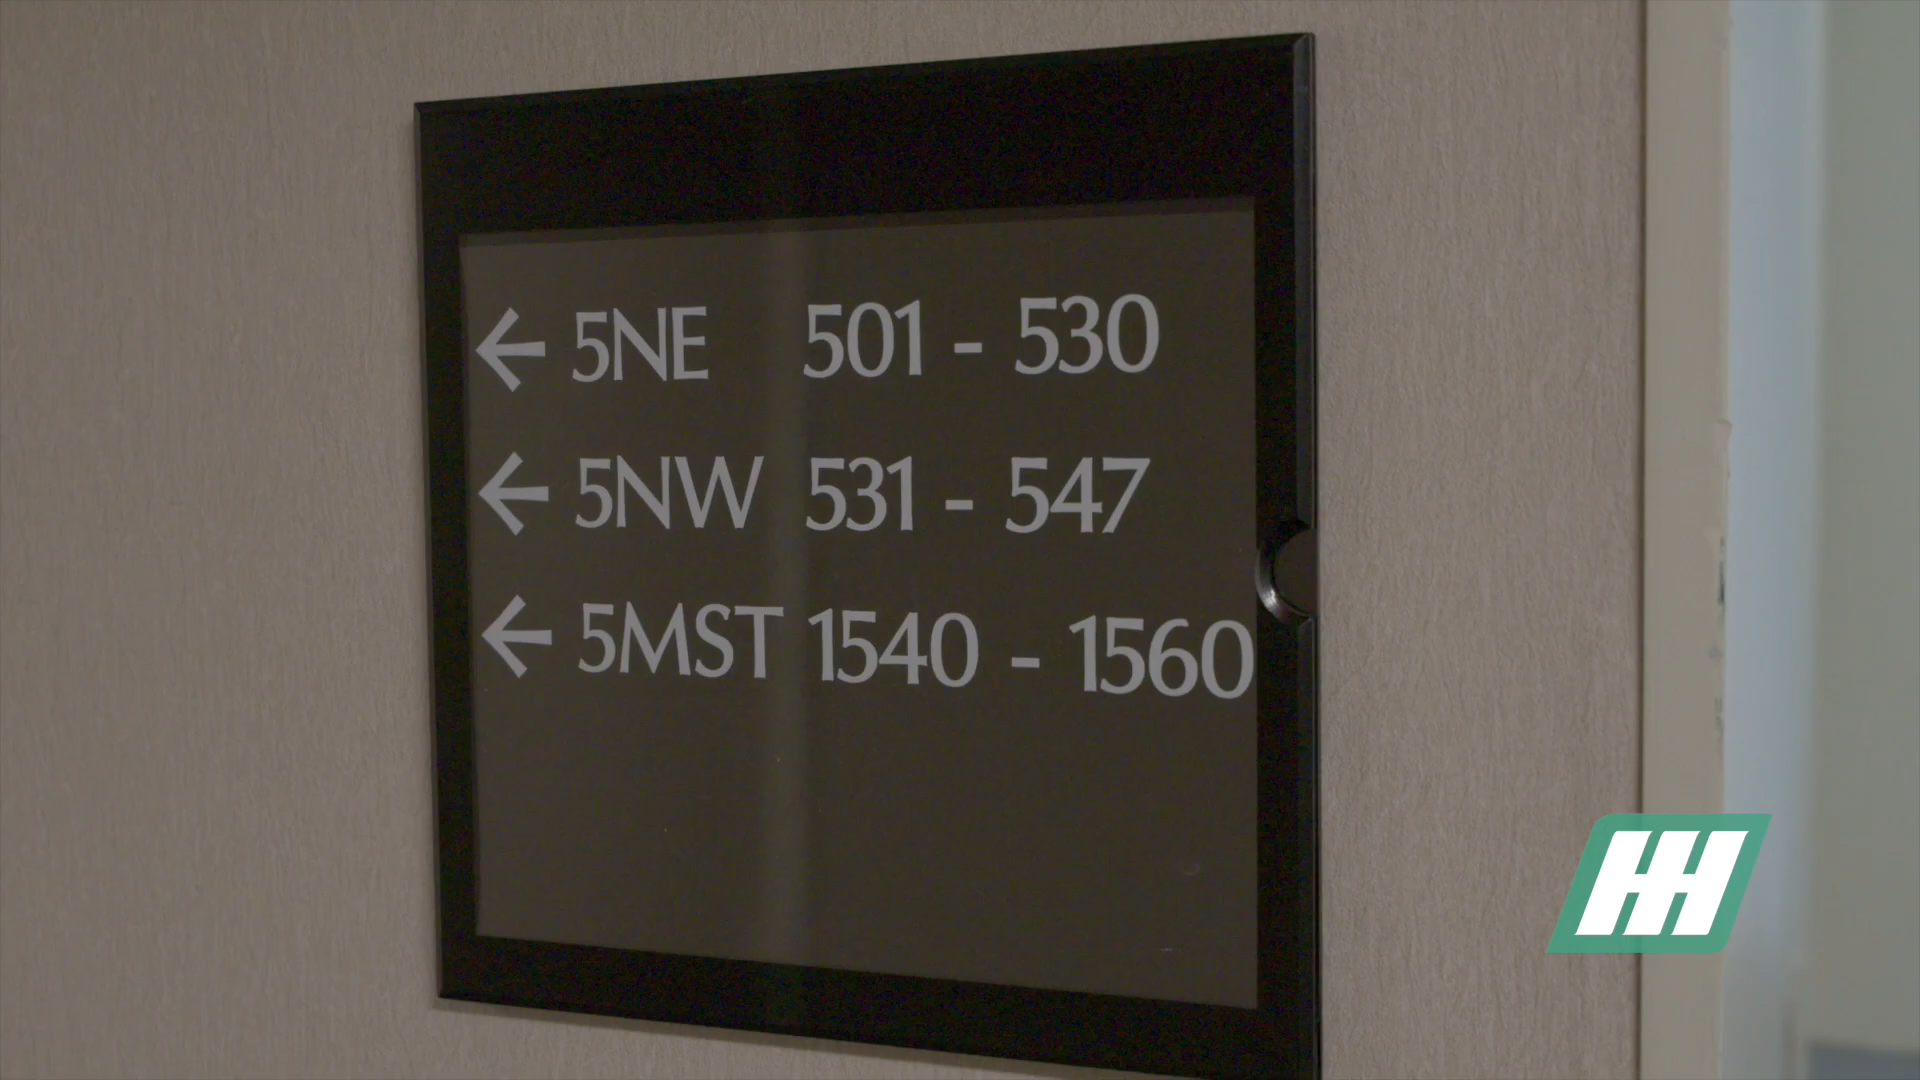 ← 5NE 501 - 530
← 5NW 531 - 547
← 5MST 1540 - 1560